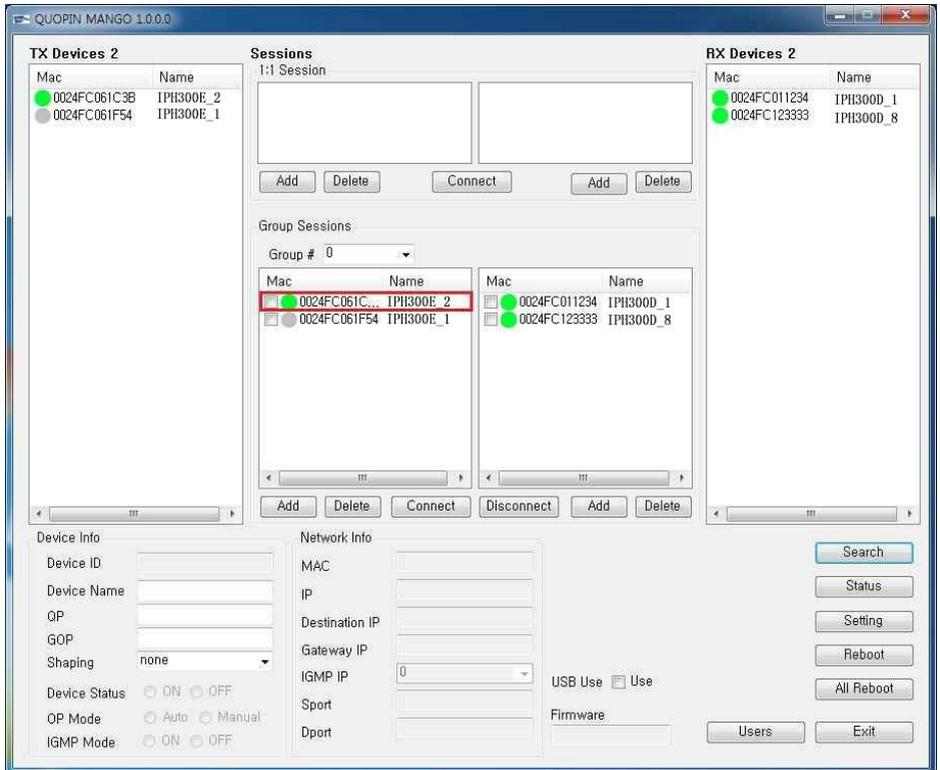 QUOPIN MANGO 1.0.0.0
TX Devices 2
Mac Name
0024FC061C3B IPH300E_2
0024FC061F54 IPH300E_1
Sessions
1:1 Session
Add Delete Connect Add Delete
Group Sessions
Group # 0
Mac Name Mac Name
0024FC061C... IPH300E_2 0024FC011234 IPH300D_1
0024FC061F54 IPH300E_1 0024FC123333 IPH300D_8
Add Delete Connect Disconnect Add Delete
RX Devices 2
Mac Name
0024FC011234 IPH300D_1
0024FC123333 IPH300D_8
Device Info
Device ID
Device Name
QP
GOP
Shaping none
Device Status ON OFF
OP Mode Auto Manual
IGMP Mode ON OFF
Network Info
MAC
IP
Destination IP
Gateway IP
IGMP IP 0
Sport
Dport
USB Use Use
Firmware
Search
Status
Setting
Reboot
All Reboot
Users Exit